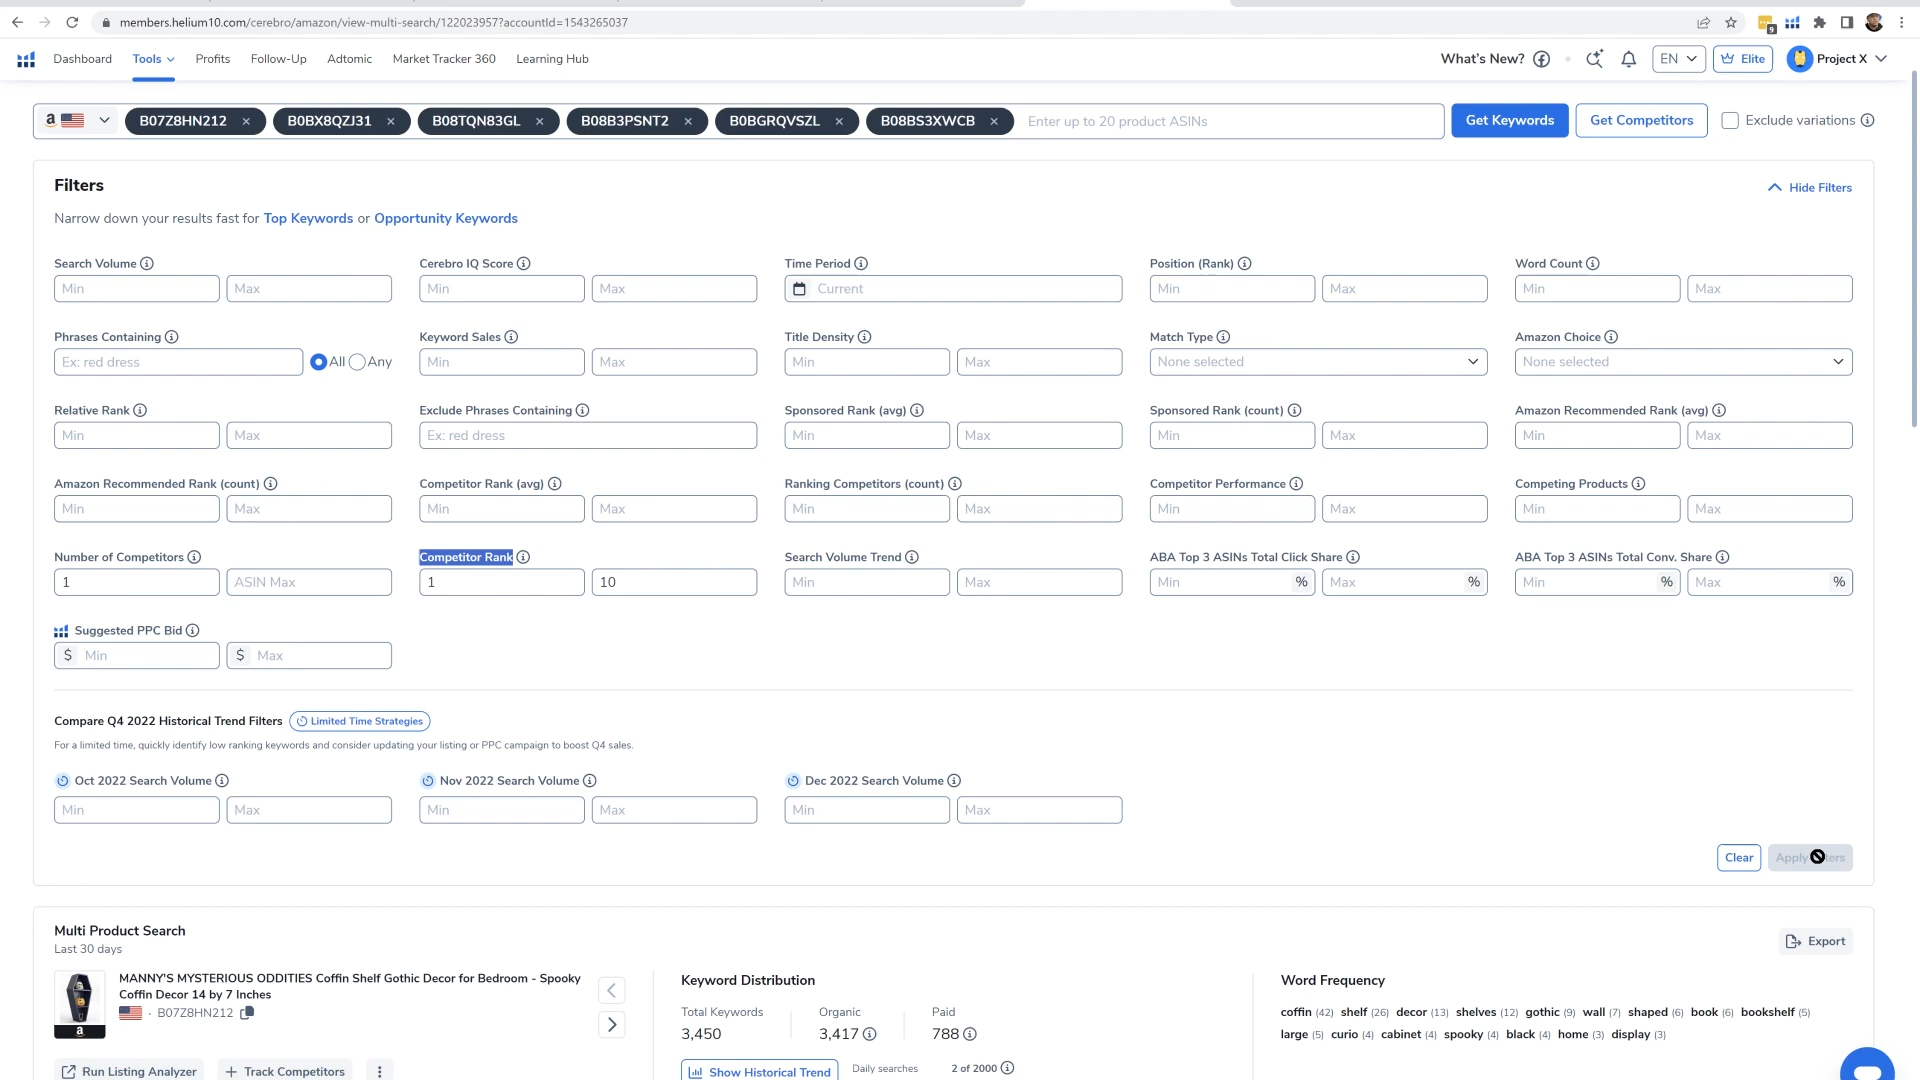 members.helium10.com/cerebro/amazon/view-multi-search/122023957?accountId=1543265037
9
Dashboard Tools Profits Follow-Up Adtomic Market Tracker 360 Learning Hub What's New? EN Elite Project X
a B07Z8HN212 × B0BX8QZJ31 × B08TQN83GL × B08B3PSNT2 × B0BGRQVSZL × B08BS3XWCB × Enter up to 20 product ASINs Get Keywords Get Competitors Exclude variations
Filters
Hide Filters
Narrow down your results fast for Top Keywords or Opportunity Keywords
Search Volume Cerebro IQ Score Time Period Position (Rank) Word Count
Min Max Min Max Current Min Max Min Max
Phrases Containing Keyword Sales Title Density Match Type Amazon Choice
Ex: red dress All Any Min Max Min Max None selected None selected
Relative Rank Exclude Phrases Containing Sponsored Rank (avg) Sponsored Rank (count) Amazon Recommended Rank (avg)
Min Max Ex: red dress Min Max Min Max Min Max
Amazon Recommended Rank (count) Competitor Rank (avg) Ranking Competitors (count) Competitor Performance Competing Products
Min Max Min Max Min Max Min Max Min Max
Number of Competitors Competitor Rank Search Volume Trend ABA Top 3 ASINs Total Click Share ABA Top 3 ASINs Total Conv. Share
1 ASIN Max 1 10 Min Max Min % Max % Min % Max %
Suggested PPC Bid
$ Min $ Max
Compare Q4 2022 Historical Trend Filters Limited Time Strategies
For a limited time, quickly identify low ranking keywords and consider updating your listing or PPC campaign to boost Q4 sales.
Oct 2022 Search Volume Nov 2022 Search Volume Dec 2022 Search Volume
Min Max Min Max Min Max
Clear Apply
Multi Product Search
Last 30 days
Export
MANNY'S MYSTERIOUS ODDITIES Coffin Shelf Gothic Decor for Bedroom - Spooky
Coffin Decor 14 by 7 Inches
· B07Z8HN212
a
Run Listing Analyzer + Track Competitors
Keyword Distribution
Total Keywords Organic Paid
3,450 3,417 788
Show Historical Trend Daily searches 2 of 2000
Word Frequency
coffin (42) shelf (26) decor (13) shelves (12) gothic (9) wall (7) shaped (6) book (6) bookshelf (5)
large (5) curio (4) cabinet (4) spooky (4) black (4) home (3) display (3)